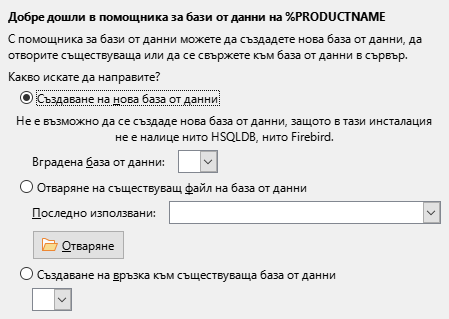 Добре дошли в помощника за бази от данни на %PRODUCTNAME
С помощника за бази от данни можете да създадете нова база от данни, да
отворите съществуваща или да се свържете към база от данни в сървър.
Какво искате да направите?
Създаване на нова база от данни
Не е възможно да се създаде нова база от данни, защото в тази инсталация
не е налице нито HSQLDB, нито Firebird.
Вградена база от данни:
Отваряне на съществуващ файл на база от данни
Последно използвани:
Отваряне
Създаване на връзка към съществуваща база от данни